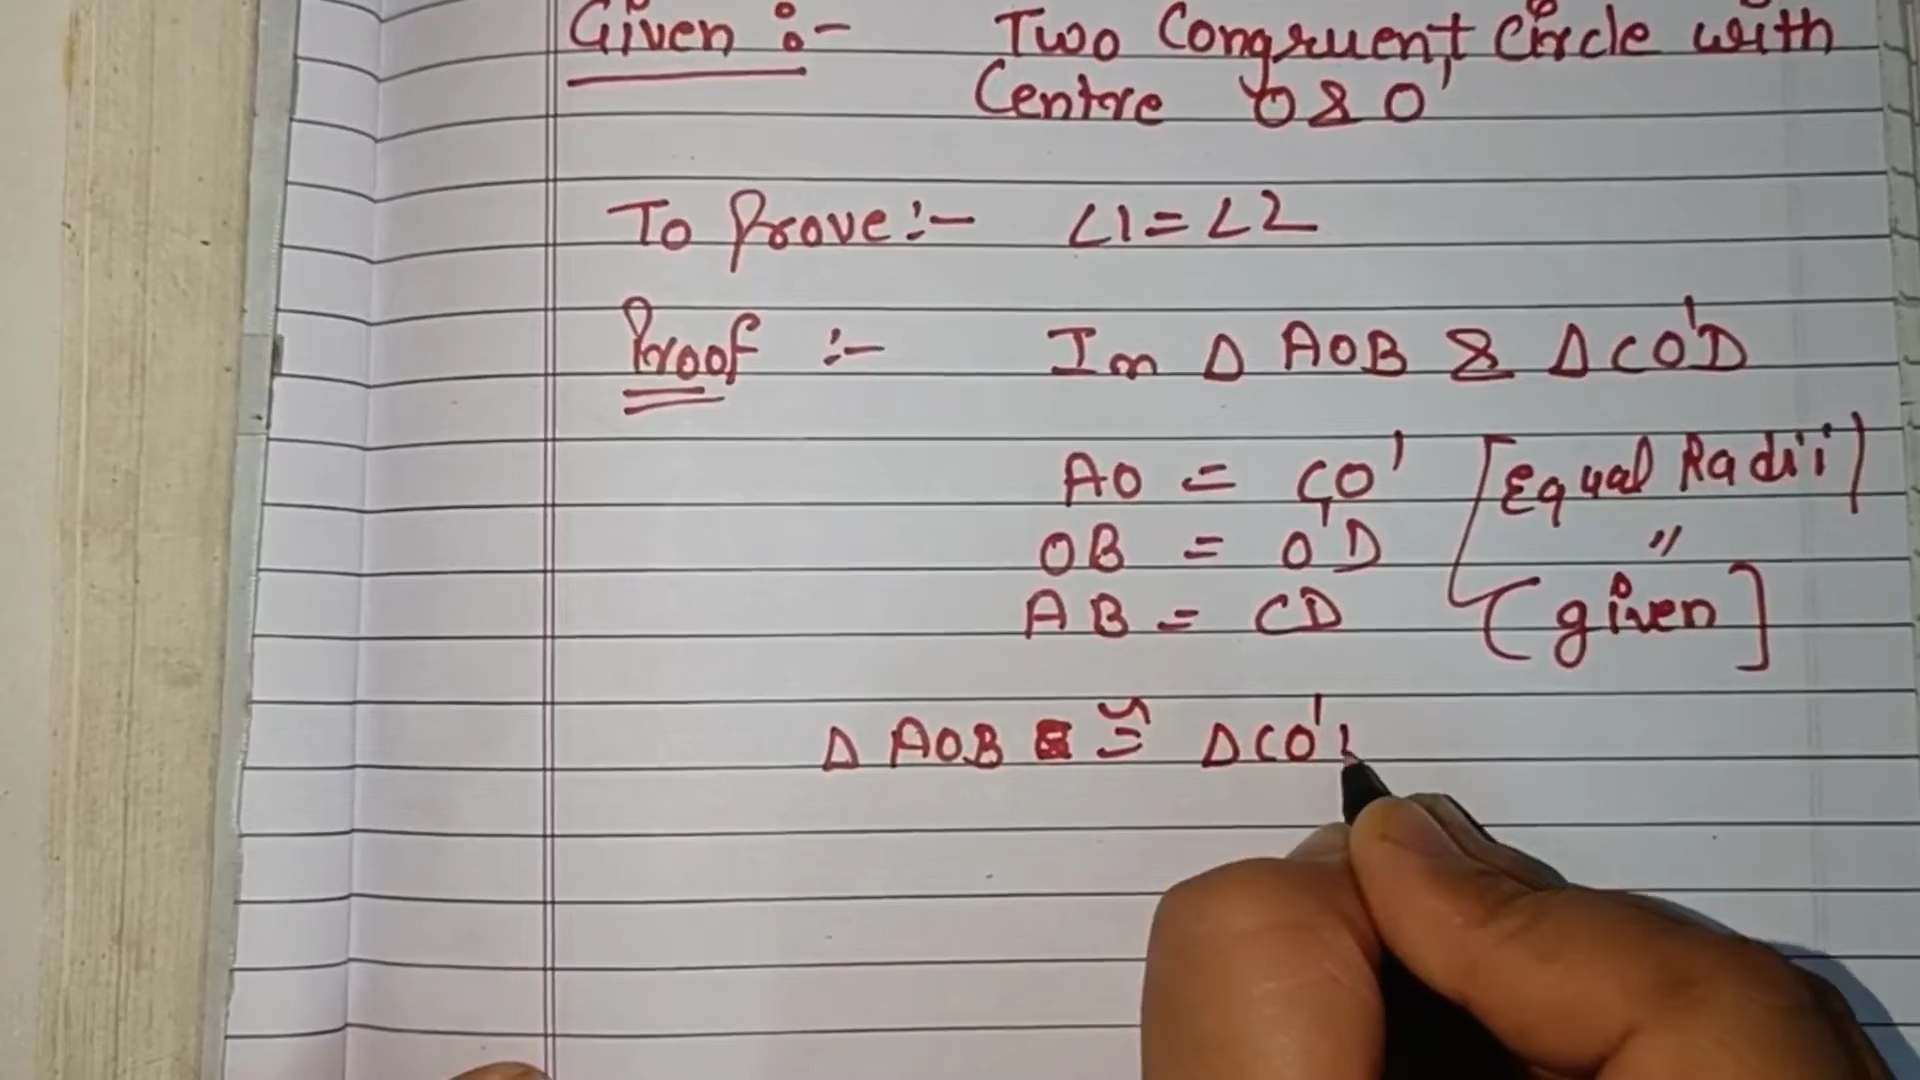 Given :- Two Congruent Circle with
Centre O & O'
To Prove :- ∠1 = ∠2
Proof :- In Δ AOB & Δ CO'D
AO = CO' [Equal Radii]
OB = O'D "
AB = CD (given]
Δ AOB ≅ Δ CO'